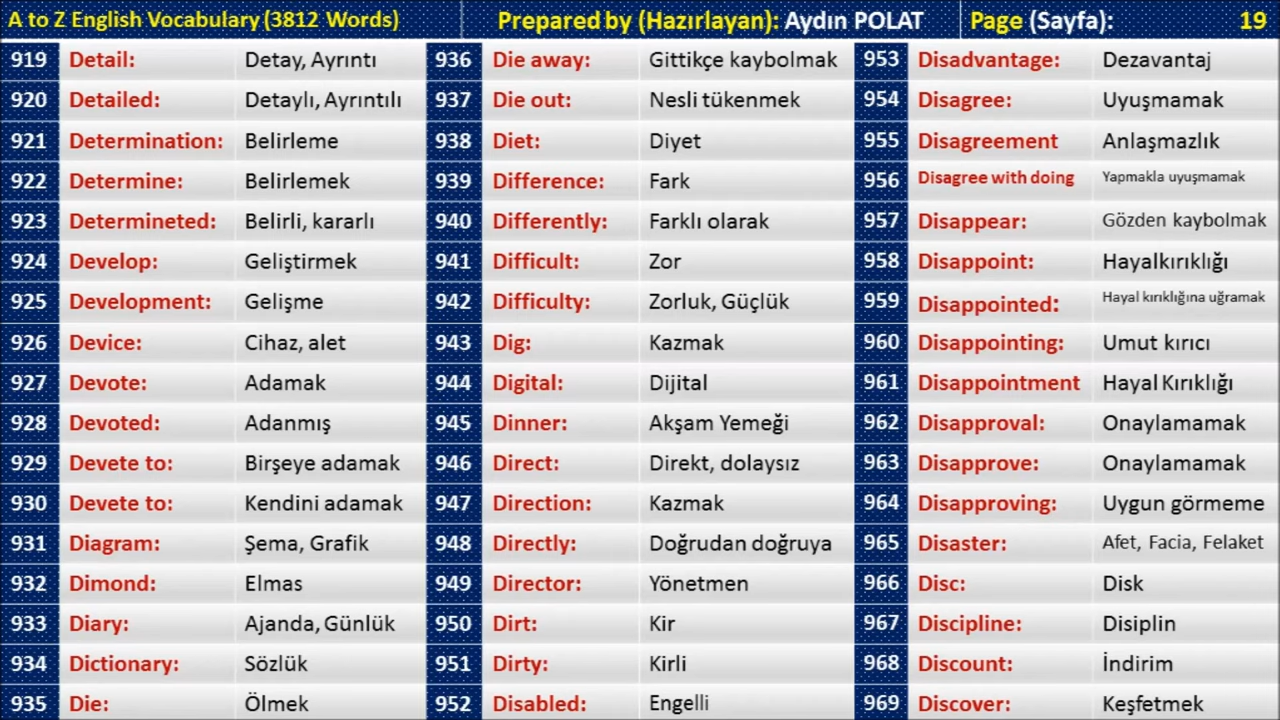 A to Z English Vocabulary (3812 Words) Prepared by (Hazırlayan): Aydın POLAT Page (Sayfa): 19
919 Detail: Detay, Ayrıntı
920 Detailed: Detaylı, Ayrıntılı
921 Determination: Belirleme
922 Determine: Belirlemek
923 Determineted: Belirli, kararlı
924 Develop: Geliştirmek
925 Development: Gelişme
926 Device: Cihaz, alet
927 Devote: Adamak
928 Devoted: Adanmış
929 Devete to: Birşeye adamak
930 Devete to: Kendini adamak
931 Diagram: Şema, Grafik
932 Dimond: Elmas
933 Diary: Ajanda, Günlük
934 Dictionary: Sözlük
935 Die: Ölmek
936 Die away: Gittikçe kaybolmak
937 Die out: Nesli tükenmek
938 Diet: Diyet
939 Difference: Fark
940 Differently: Farklı olarak
941 Difficult: Zor
942 Difficulty: Zorluk, Güçlük
943 Dig: Kazmak
944 Digital: Dijital
945 Dinner: Akşam Yemeği
946 Direct: Direkt, dolaysız
947 Direction: Kazmak
948 Directly: Doğrudan doğruya
949 Director: Yönetmen
950 Dirt: Kir
951 Dirty: Kirli
952 Disabled: Engelli
953 Disadvantage: Dezavantaj
954 Disagree: Uyuşmamak
955 Disagreement Anlaşmazlık
956 Disagree with doing Yapmakla uyuşmamak
957 Disappear: Gözden kaybolmak
958 Disappoint: Hayalkırıklığı
959 Disappointed: Hayal kırıklığına uğramak
960 Disappointing: Umut kırıcı
961 Disappointment Hayal Kırıklığı
962 Disapproval: Onaylamamak
963 Disapprove: Onaylamamak
964 Disapproving: Uygun görmeme
965 Disaster: Afet, Facia, Felaket
966 Disc: Disk
967 Discipline: Disiplin
968 Discount: İndirim
969 Discover: Keşfetmek